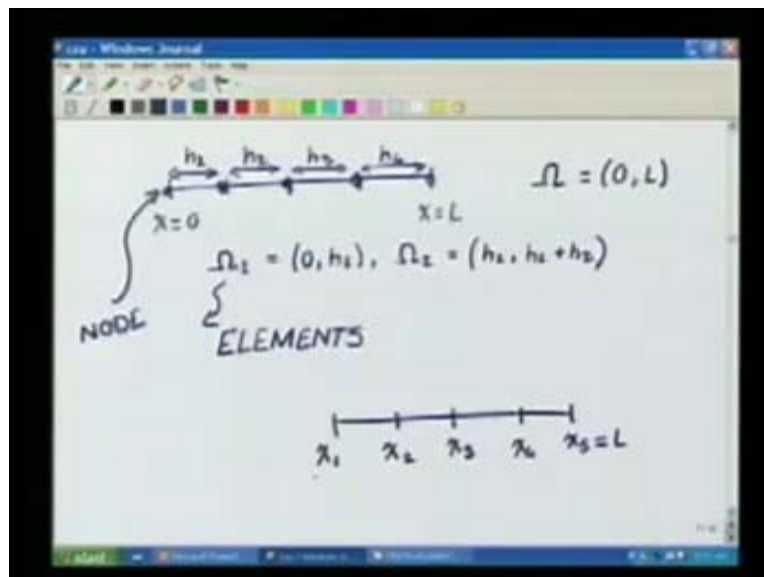 Windows Journal
h₁ h₂ h₃ h₄
Ω = (0, L)
x=0 x=L
Ω₁ = (0, h₁), Ω₂ = (h₁, h₁+h₂)
NODE
ELEMENTS
x₁ x₂ x₃ x₄ x₅=L
start